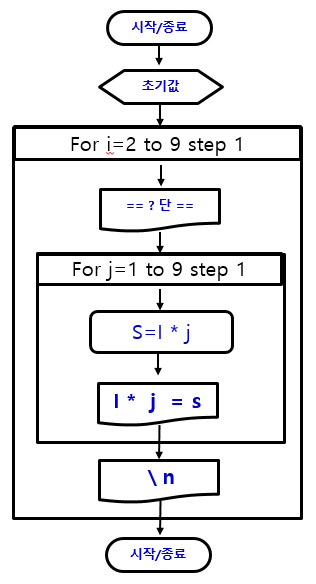 시작/종료
초기값
For i=2 to 9 step 1
== ? 단 ==
For j=1 to 9 step 1
S=I * j
I * j = s
\n
시작/종료